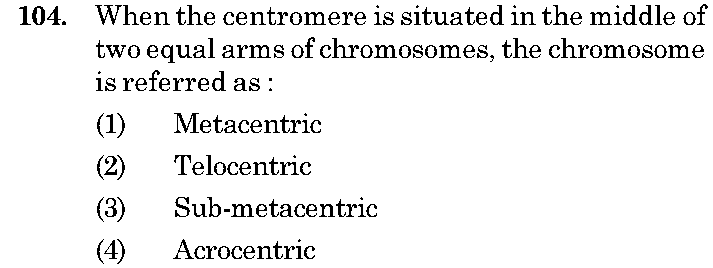 104. When the centromere is situated in the middle of
two equal arms of chromosomes, the chromosome
is referred as :
(1) Metacentric
(2) Telocentric
(3) Sub-metacentric
(4) Acrocentric